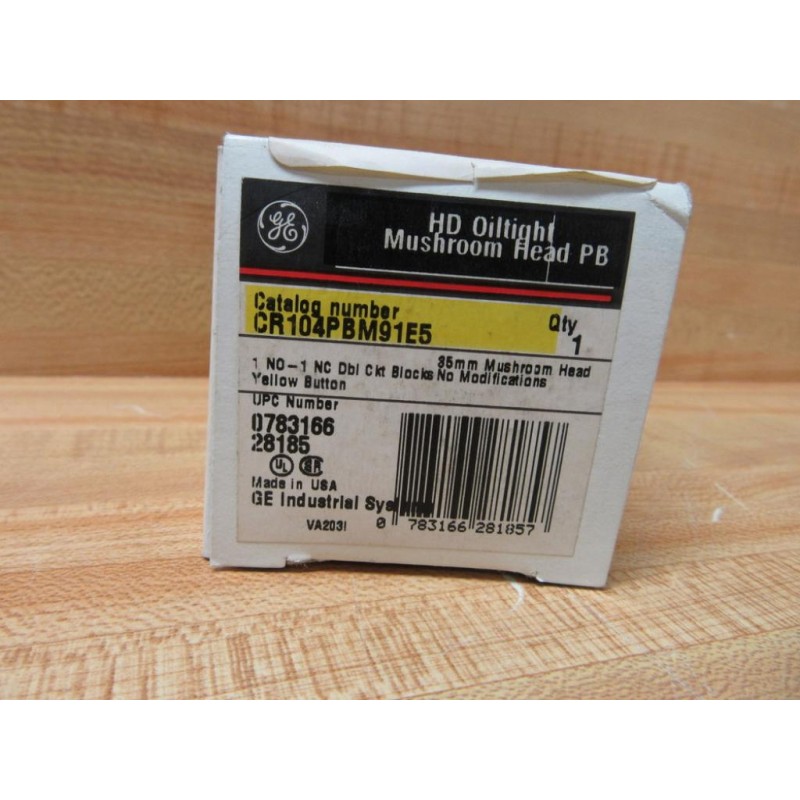 GE
HD Oiltight
Mushroom Head PB
Catalog number
CR104PBM91E5
Qty
1
1 NO-1 NC Dbl Ckt Blocks
35mm Mushroom Head
Yellow Button
No Modifications
UPC Number
0783166
28185
UL
Made in USA
GE Industrial Systems
VA203I
0 783166 281857